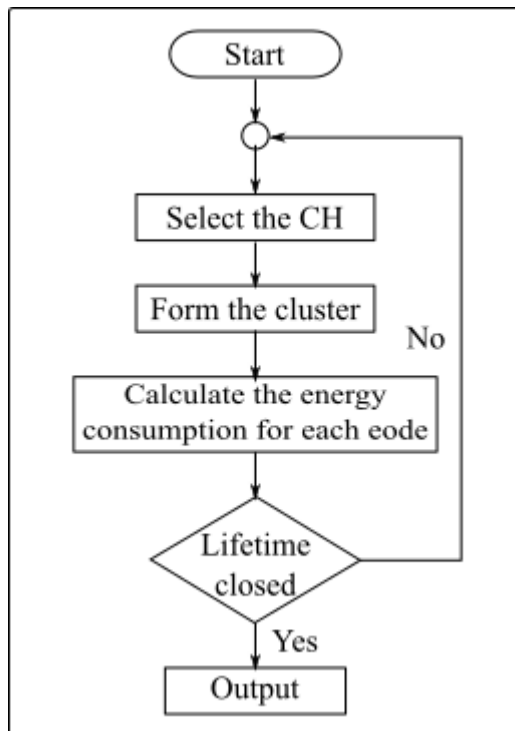 Start
Select the CH
Form the cluster
No
Calculate the energy
consumption for each eode
Lifetime
closed
Yes
Output